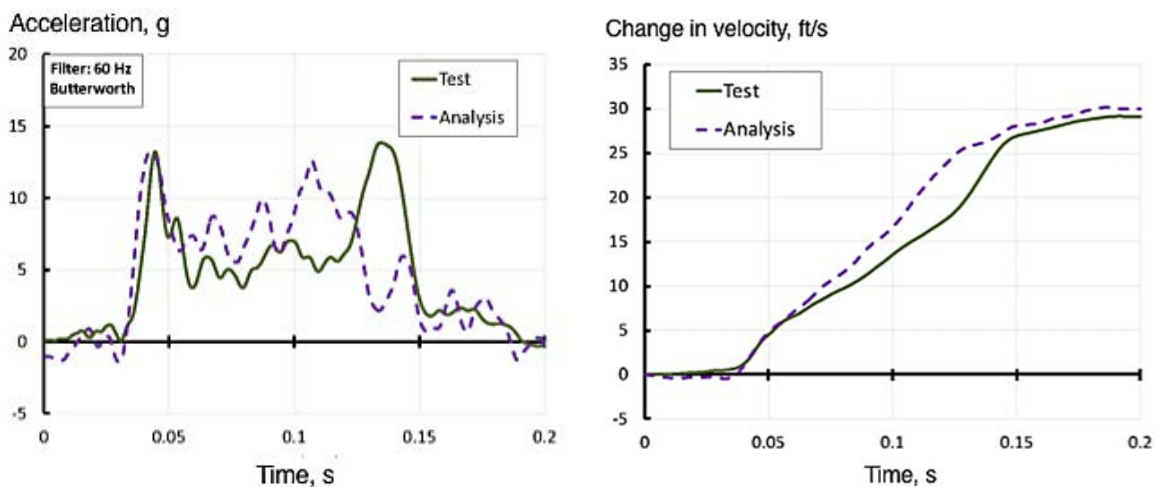 Acceleration, g
20
15
10
5
0
-5
Filter: 60 Hz
Butterworth
Test
Analysis
0
0.05
0.1
0.15
0.2
Time, s
Change in velocity, ft/s
35
30
25
20
15
10
5
0
-5
Test
Analysis
0
0.05
0.1
0.15
0.2
Time, s